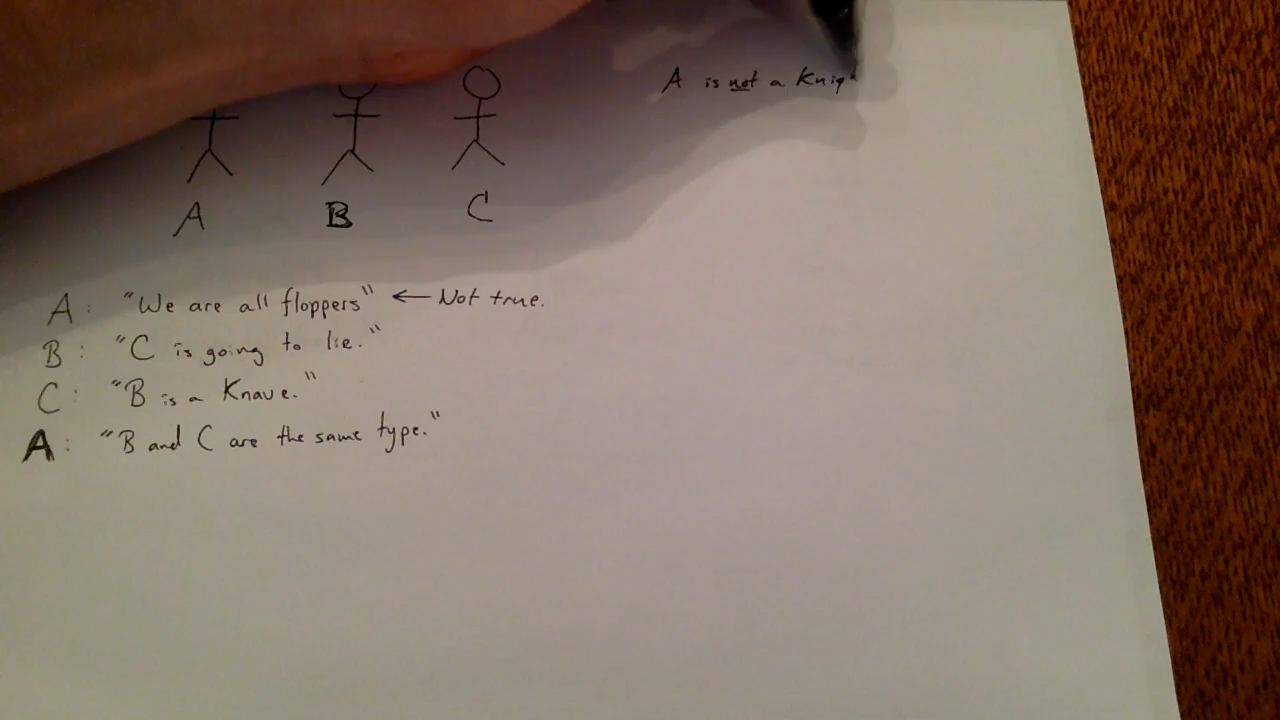 A is not a Knig
A B C
A: "We are all floppers" ← Not true.
B: "C is going to lie."
C: "B is a Knave."
A: "B and C are the same type."